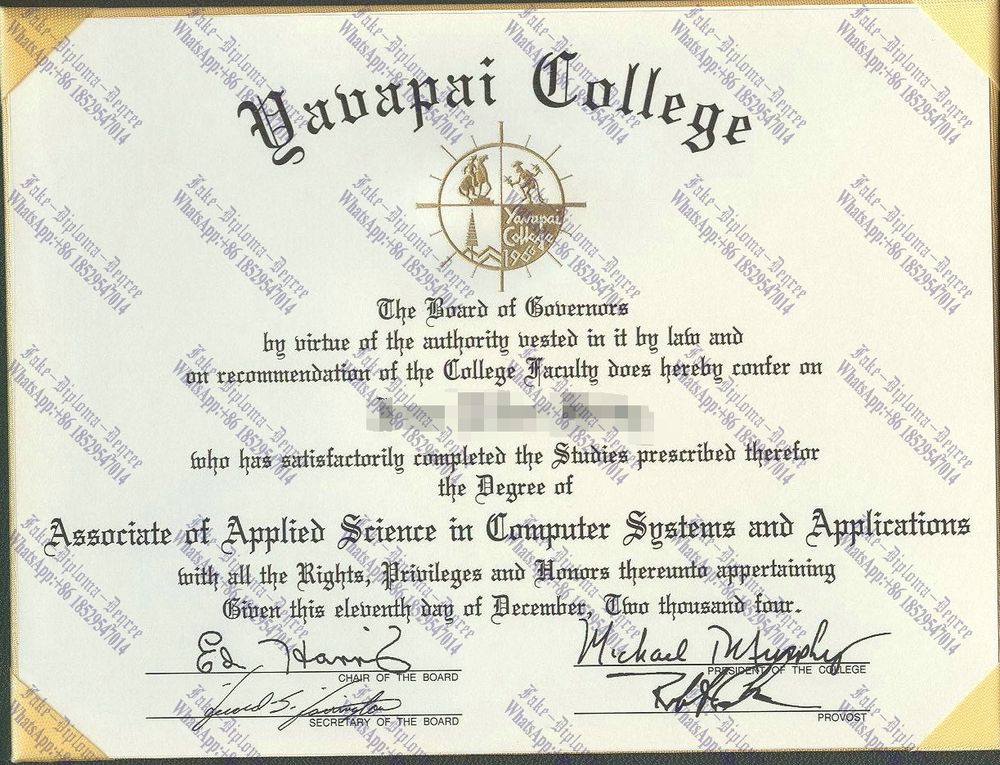 Yavapai College
Yavapai
College
1966
The Board of Governors
by virtue of the authority vested in it by law and
on recommendation of the College Faculty does hereby confer on
who has satisfactorily completed the Studies prescribed therefor
the Degree of
Associate of Applied Science in Computer Systems and Applications
with all the Rights, Privileges and Honors thereunto appertaining
Given this eleventh day of December, Two thousand four.
Ed Harris
Michael Murphy
CHAIR OF THE BOARD
PRESIDENT OF THE COLLEGE
SECRETARY OF THE BOARD
PROVOST
Fake-Diploma-Degree
WhatsApp:+86 18529547014